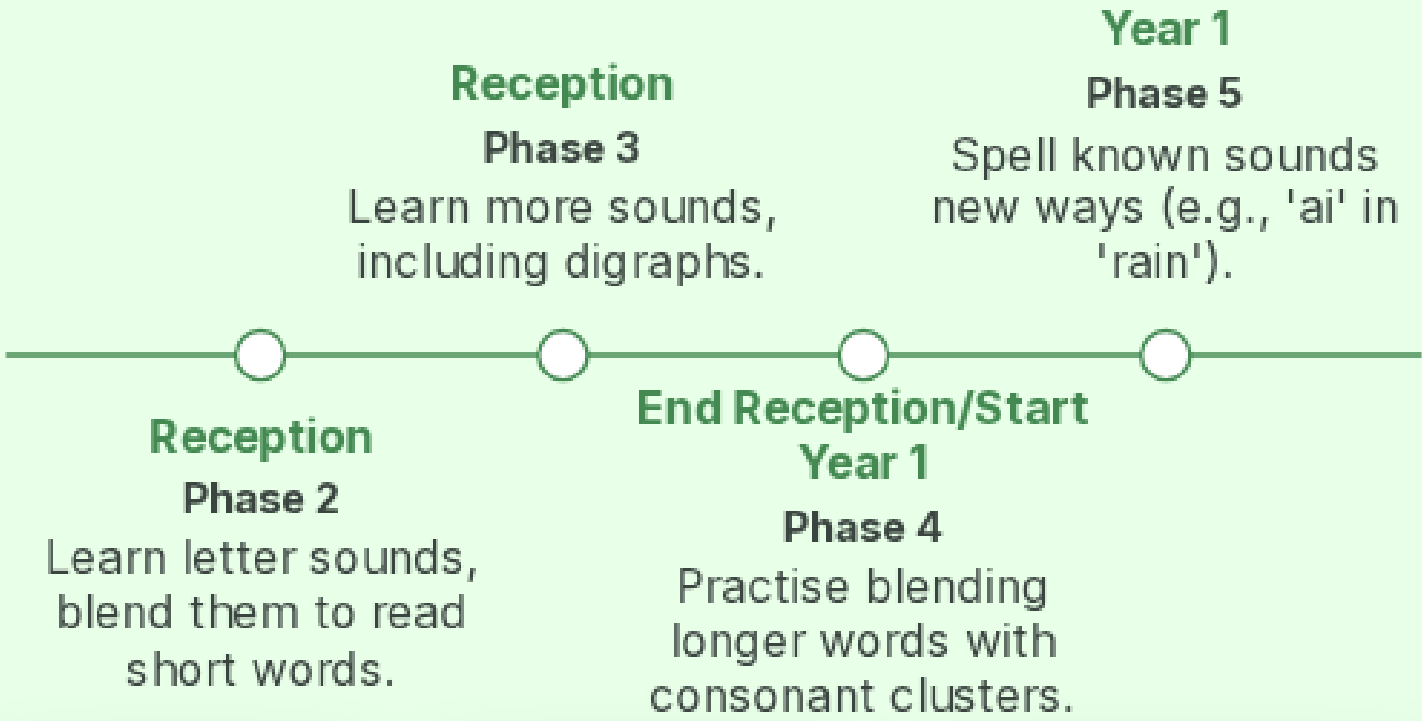 Reception
Phase 2
Learn letter sounds,
blend them to read
short words.
Reception
Phase 3
Learn more sounds,
including digraphs.
End Reception/Start
Year 1
Phase 4
Practise blending
longer words with
consonant clusters.
Year 1
Phase 5
Spell known sounds
new ways (e.g., 'ai' in
'rain').